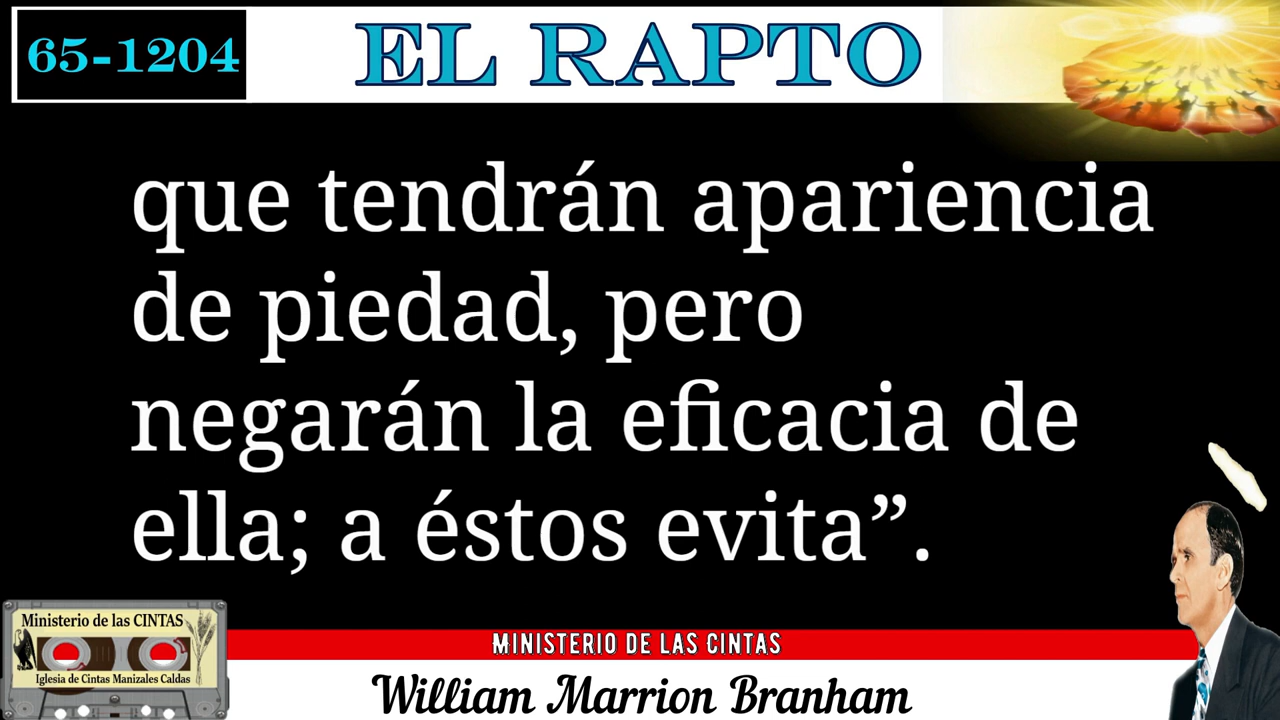 65-1204
EL RAPTO
que tendrán apariencia
de piedad, pero
negarán la eficacia de
ella; a éstos evita”.
Ministerio de las CINTAS
Iglesia de Cintas Manizales Caldas
MINISTERIO DE LAS CINTAS
William Marrion Branham